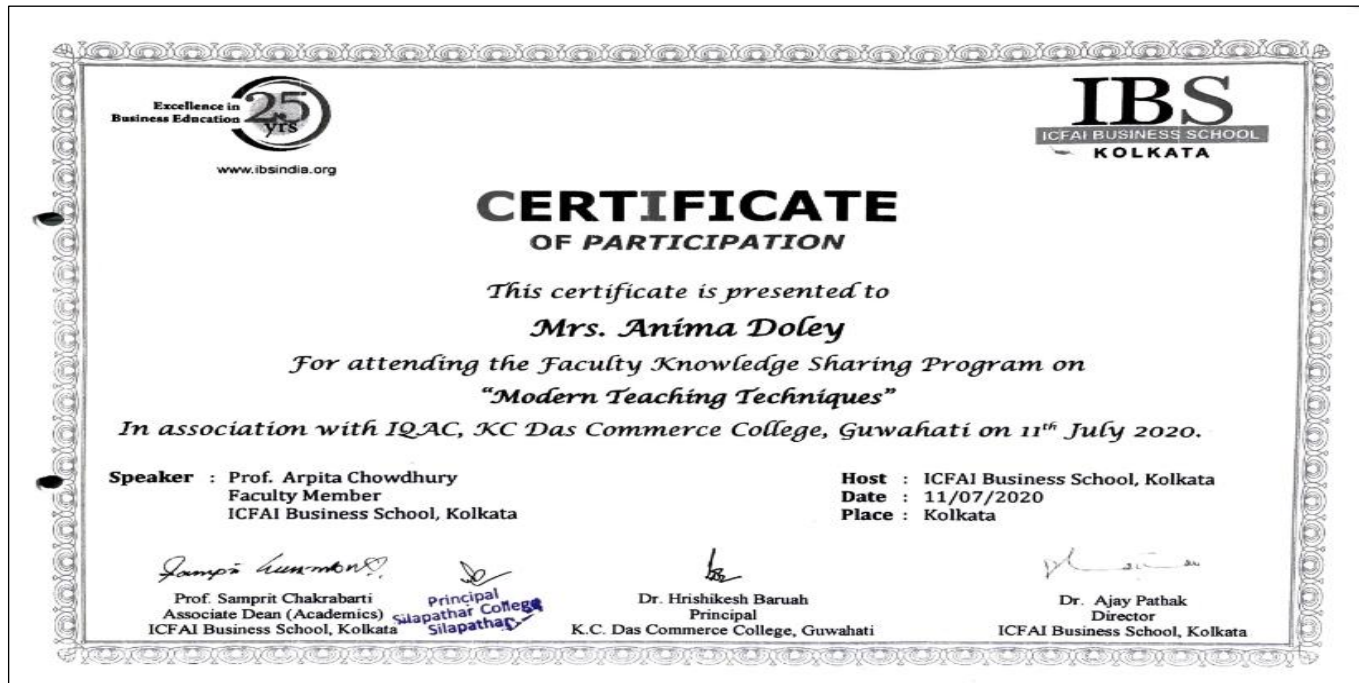 Excellence in
Business Education
25
yrs
www.ibsindia.org
IBS
ICFAI BUSINESS SCHOOL
KOLKATA
CERTIFICATE
OF PARTICIPATION
This certificate is presented to
Mrs. Anima Doley
For attending the Faculty Knowledge Sharing Program on
“Modern Teaching Techniques”
In association with IQAC, KC Das Commerce College, Guwahati on 11th July 2020.
Speaker : Prof. Arpita Chowdhury
Faculty Member
ICFAI Business School, Kolkata
Host : ICFAI Business School, Kolkata
Date : 11/07/2020
Place : Kolkata
Prof. Samprit Chakrabarti
Associate Dean (Academics)
ICFAI Business School, Kolkata
Principal
Silapathar College
Silapathar
Dr. Hrishikesh Baruah
Principal
K.C. Das Commerce College, Guwahati
Dr. Ajay Pathak
Director
ICFAI Business School, Kolkata